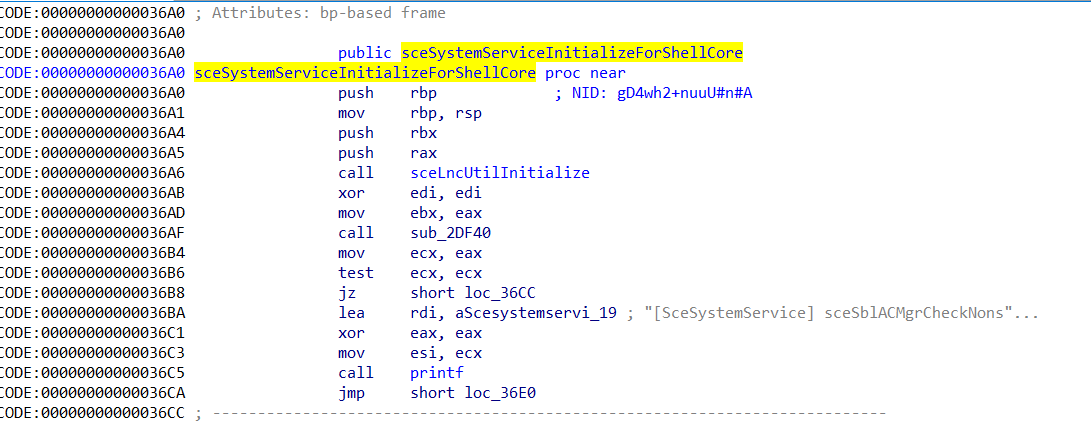 CODE:00000000000036A0 ; Attributes: bp-based frame
CODE:00000000000036A0
CODE:00000000000036A0 public sceSystemServiceInitializeForShellCore
CODE:00000000000036A0 sceSystemServiceInitializeForShellCore proc near
CODE:00000000000036A0 push rbp ; NID: gD4wh2+nuuU#n#A
CODE:00000000000036A1 mov rbp, rsp
CODE:00000000000036A4 push rbx
CODE:00000000000036A5 push rax
CODE:00000000000036A6 call sceLncUtilInitialize
CODE:00000000000036AB xor edi, edi
CODE:00000000000036AD mov ebx, eax
CODE:00000000000036AF call sub_2DF40
CODE:00000000000036B4 mov ecx, eax
CODE:00000000000036B6 test ecx, ecx
CODE:00000000000036B8 jz short loc_36CC
CODE:00000000000036BA lea rdi, aScesystemservi_19 ; "[SceSystemService] sceSblACMgrCheckNons"...
CODE:00000000000036C1 xor eax, eax
CODE:00000000000036C3 mov esi, ecx
CODE:00000000000036C5 call printf
CODE:00000000000036CA jmp short loc_36E0
CODE:00000000000036CC ; ---------------------------------------------------------------------------